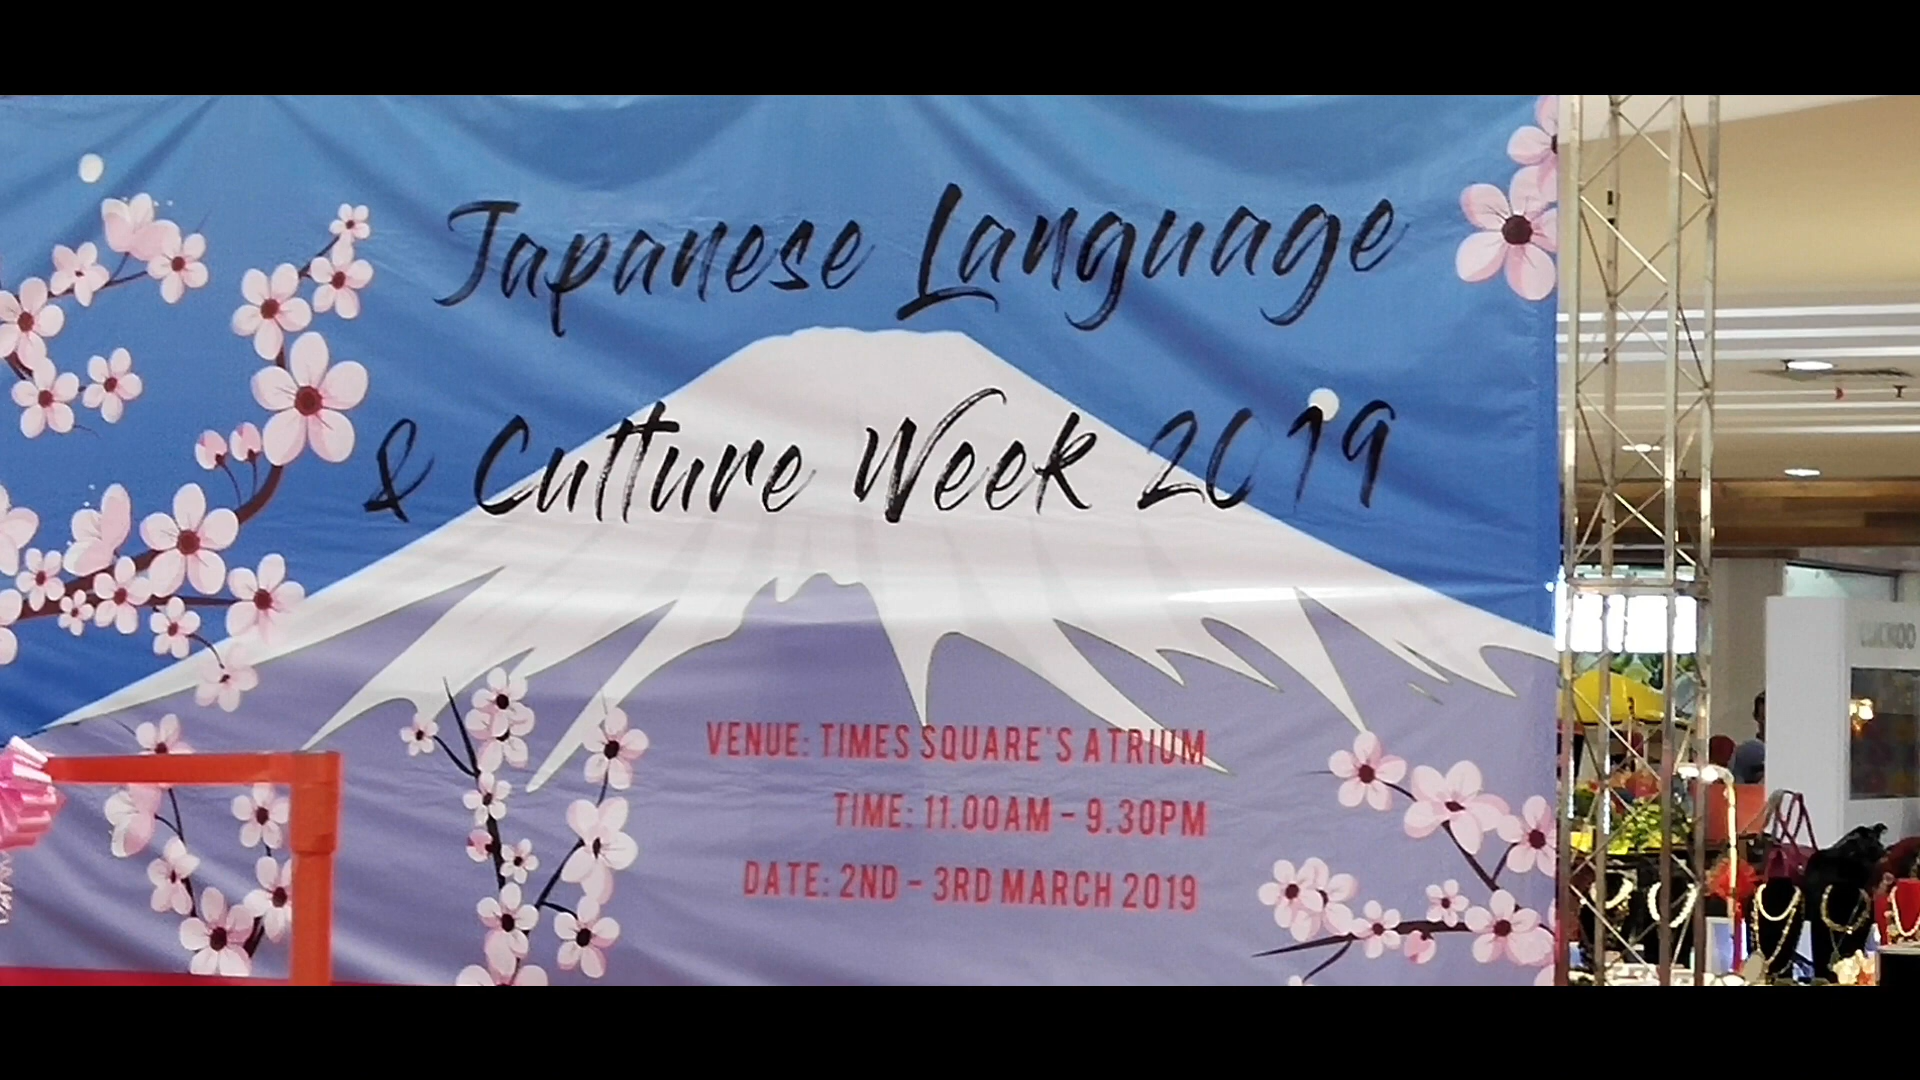 Japanese Language
& Culture Week 2019
VENUE: TIMES SQUARE'S ATRIUM
TIME: 11.00AM - 9.30PM
DATE: 2ND - 3RD MARCH 2019